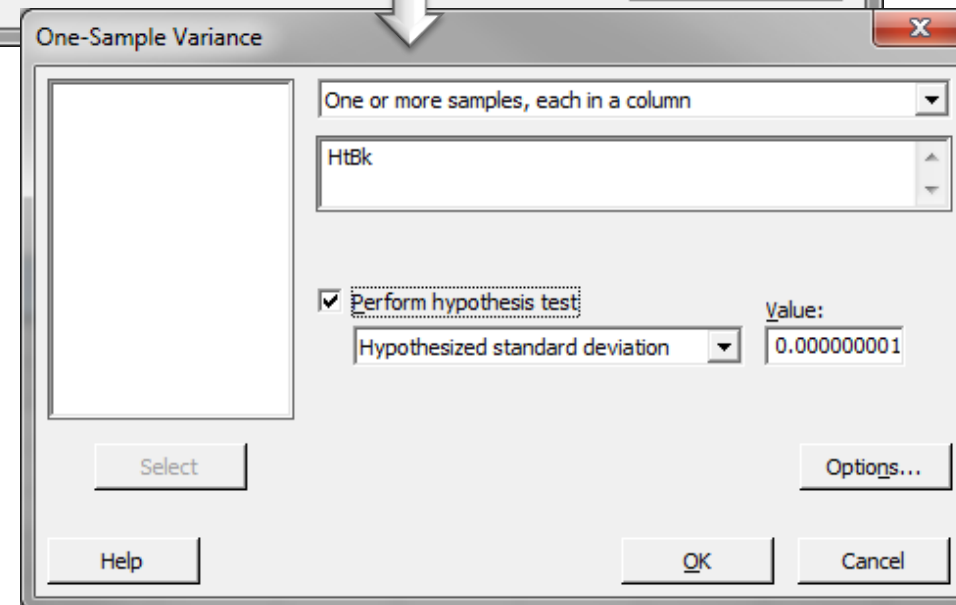 One-Sample Variance
One or more samples, each in a column
HtBk
Perform hypothesis test
Value:
Hypothesized standard deviation
0.000000001
Select
Options...
Help
OK
Cancel